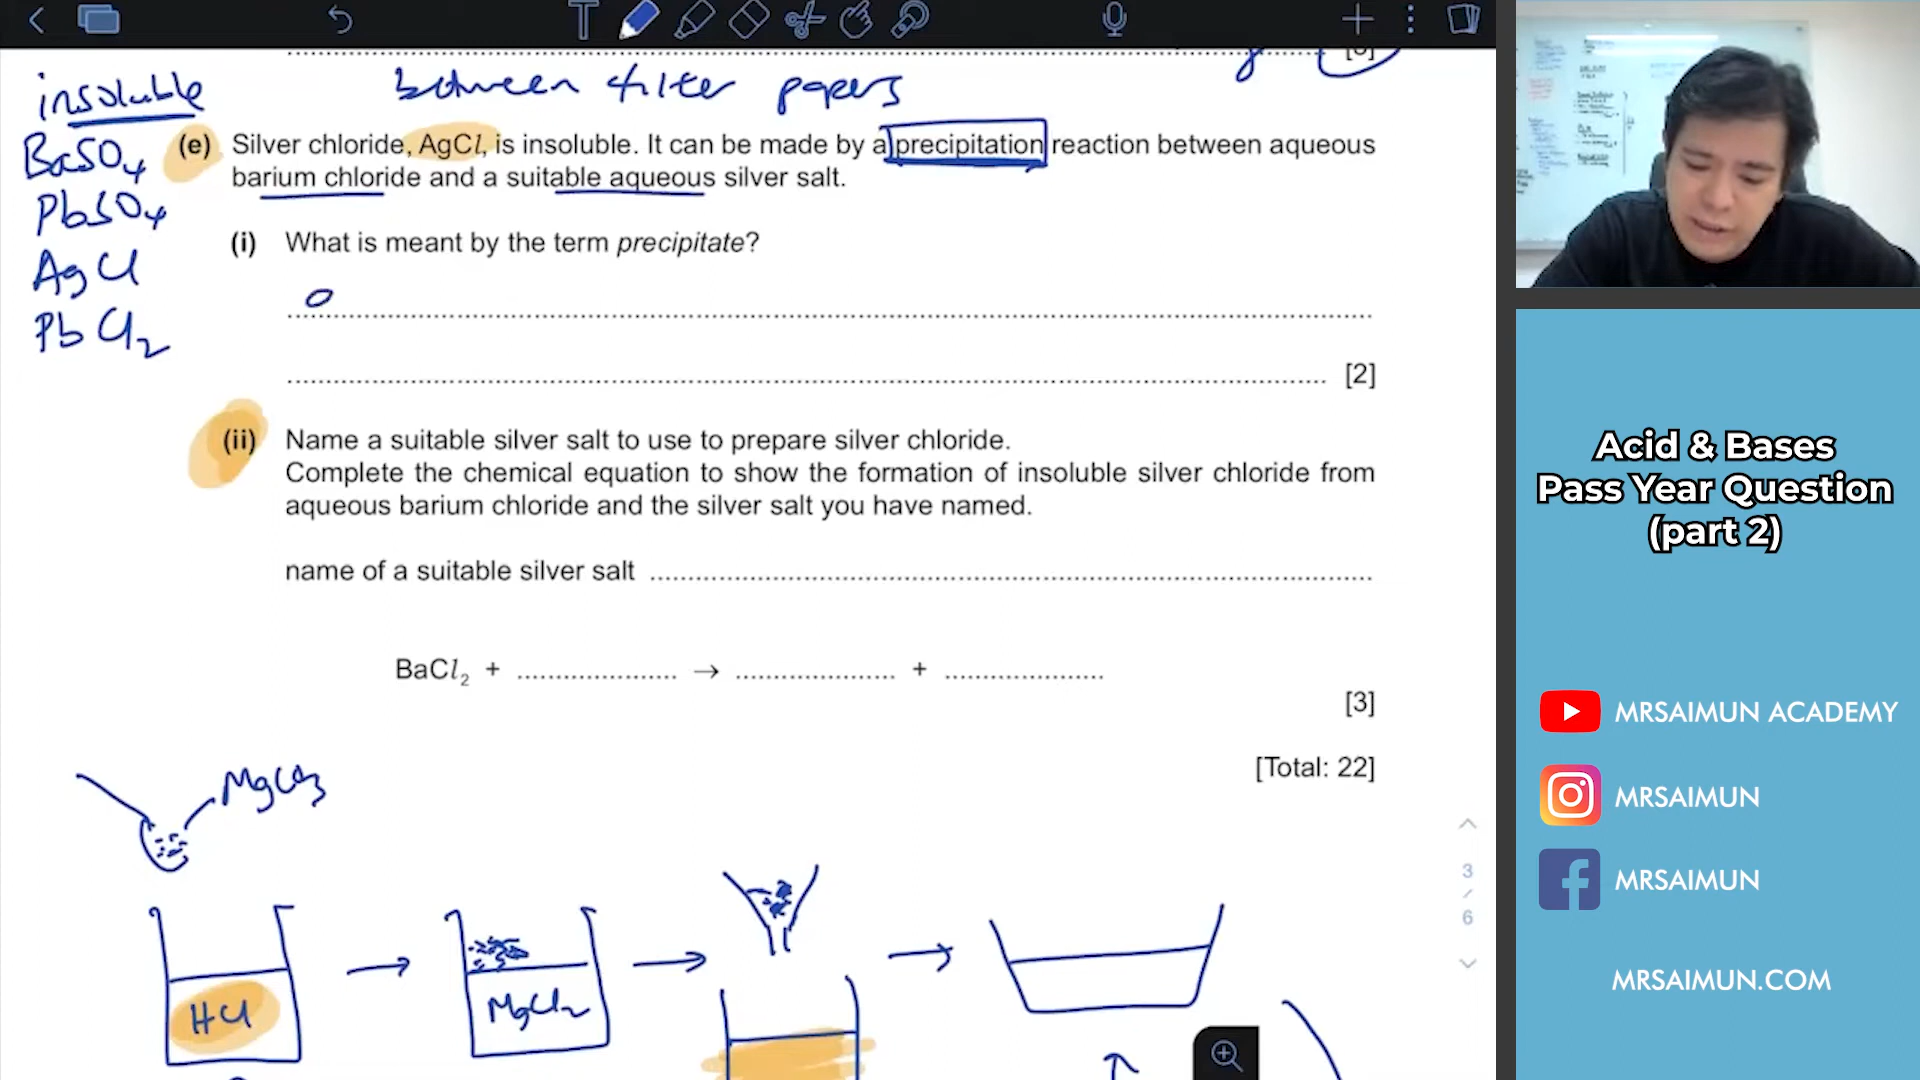 [3]
insoluble
between filter papers
BaSO4
PbSO4
AgCl
PbCl2
(e) Silver chloride, AgCl, is insoluble. It can be made by a precipitation reaction between aqueous
barium chloride and a suitable aqueous silver salt.
(i) What is meant by the term precipitate?
[2]
(ii) Name a suitable silver salt to use to prepare silver chloride.
Complete the chemical equation to show the formation of insoluble silver chloride from
aqueous barium chloride and the silver salt you have named.
name of a suitable silver salt ........................................
BaCl2 + .................... → .................... + ....................
[3]
[Total: 22]
MgCO3
HCl
MgCl2
3
/
6
Acid & Bases
Pass Year Question
(part 2)
MRSAIMUN ACADEMY
MRSAIMUN
MRSAIMUN
MRSAIMUN.COM